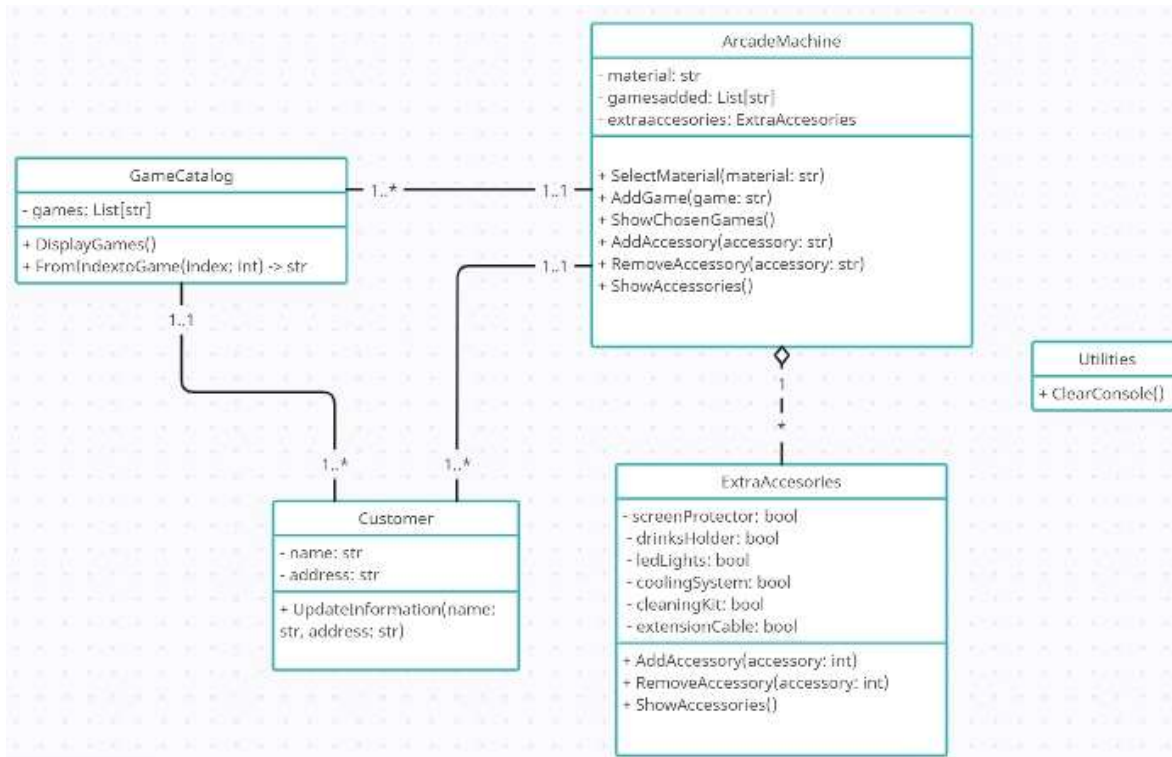 ArcadeMachine
- material: str
- gamesadded: List[str]
- extraaccesories: ExtraAccesories
+ SelectMaterial(material: str)
+ AddGame(game: str)
+ ShowChosenGames()
+ AddAccessory(accessory: str)
+ RemoveAccessory(accessory: str)
+ ShowAccessories()
GameCatalog
- games: List[str]
+ DisplayGames()
+ FromIndextoGame(index: int) -> str
1..*
1..1
1..1
1..1
1..*
1..*
1
*
Utilities
+ ClearConsole()
Customer
- name: str
- address: str
+ UpdateInformation(name:
str, address: str)
ExtraAccesories
- screenProtector: bool
- drinksHolder: bool
- ledLights: bool
- coolingSystem: bool
- cleaningKit: bool
- extensionCable: bool
+ AddAccessory(accessory: int)
+ RemoveAccessory(accessory: int)
+ ShowAccessories()